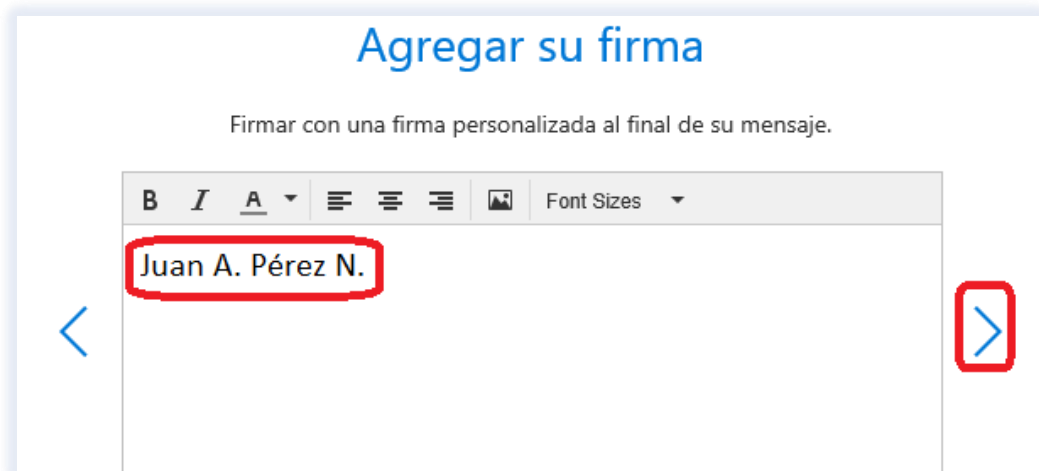 Agregar su firma
Firmar con una firma personalizada al final de su mensaje.
B I A Font Sizes
Juan A. Pérez N.